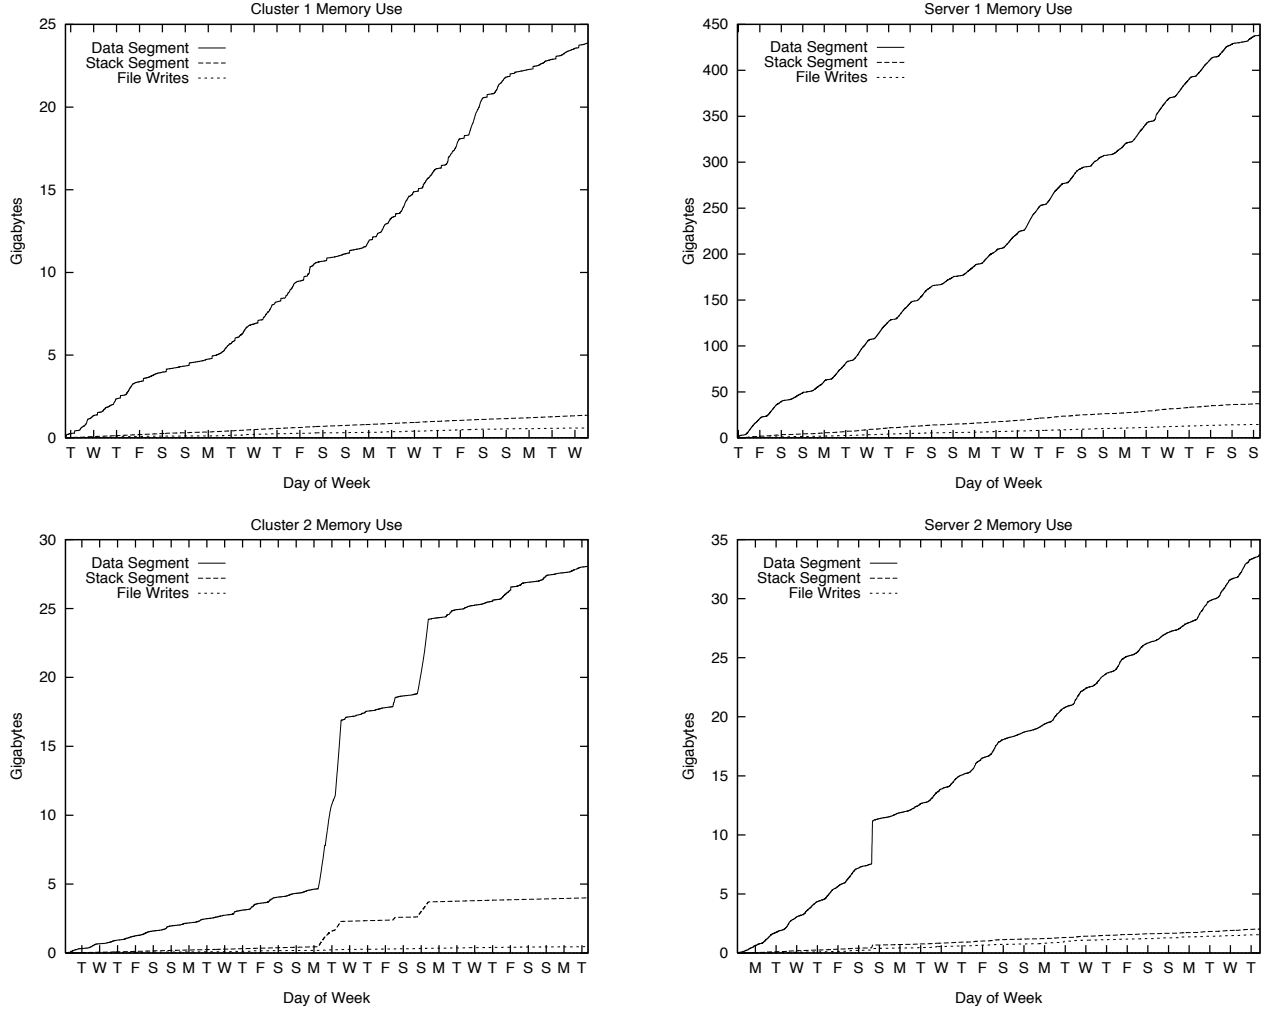 Cluster 1 Memory Use
25
20
15
10
5
0
Gigabytes
Data Segment
Stack Segment
File Writes
T W T F S S M T W T F S S M T W T F S S M T W
Day of Week
Server 1 Memory Use
450
400
350
300
250
200
150
100
50
0
Gigabytes
Data Segment
Stack Segment
File Writes
T F S S M T W T F S S M T W T F S S M T W T F S S
Day of Week
Cluster 2 Memory Use
30
25
20
15
10
5
0
Gigabytes
Data Segment
Stack Segment
File Writes
T W T F S S M T W T F S S M T W T F S S M T W T F S S M T
Day of Week
Server 2 Memory Use
35
30
25
20
15
10
5
0
Gigabytes
Data Segment
Stack Segment
File Writes
M T W T F S S M T W T F S S M T W T F S S M T W T
Day of Week